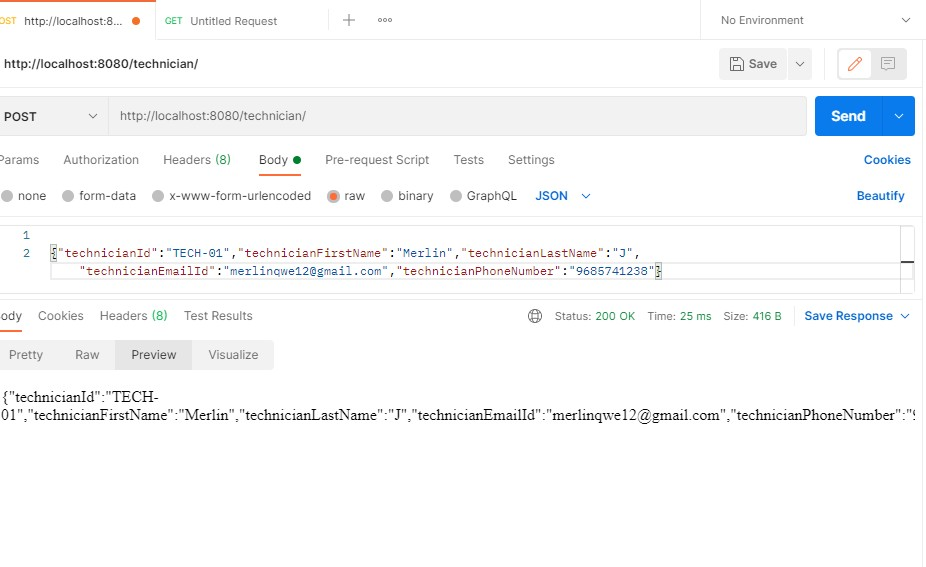 OST http://localhost:8... GET Untitled Request No Environment
http://localhost:8080/technician/ Save
POST http://localhost:8080/technician/ Send
Params Authorization Headers (8) Body Pre-request Script Tests Settings Cookies
none form-data x-www-form-urlencoded raw binary GraphQL JSON Beautify
1
2 {"technicianId":"TECH-01","technicianFirstName":"Merlin","technicianLastName":"J",
"technicianEmailId":"merlinqwe12@gmail.com","technicianPhoneNumber":"9685741238"}
ody Cookies Headers (8) Test Results Status: 200 OK Time: 25 ms Size: 416 B Save Response
Pretty Raw Preview Visualize
{"technicianId":"TECH-
01","technicianFirstName":"Merlin","technicianLastName":"J","technicianEmailId":"merlinqwe12@gmail.com","technicianPhoneNumber":"9